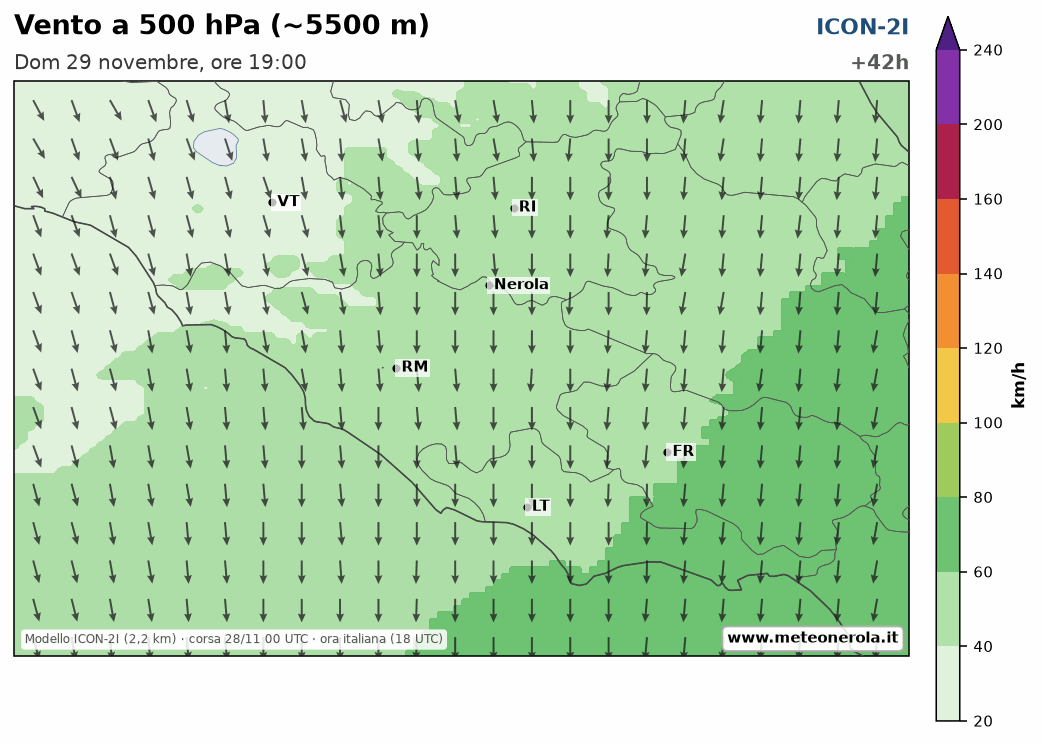 Vento a 500 hPa (~5500 m)
ICON-2I
Dom 29 novembre, ore 19:00
+42h
240
200
160
140
120
100
80
60
40
20
km/h
VT
RI
Nerola
RM
FR
LT
Modello ICON-2I (2,2 km) · corsa 28/11 00 UTC · ora italiana (18 UTC)
www.meteonerola.it